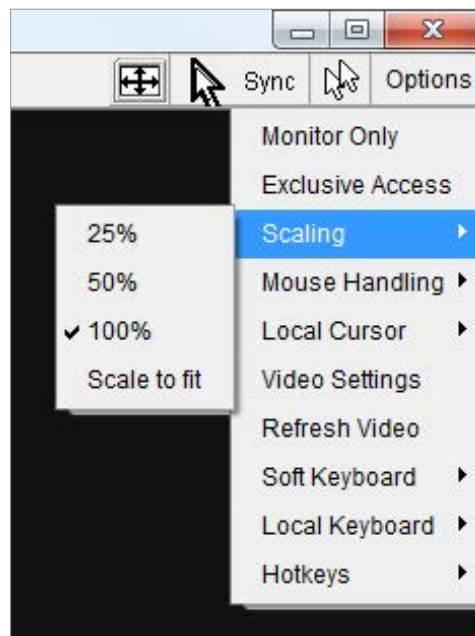 Sync
Options
Monitor Only
Exclusive Access
Scaling
Mouse Handling
Local Cursor
Video Settings
Refresh Video
Soft Keyboard
Local Keyboard
Hotkeys
25%
50%
100%
Scale to fit